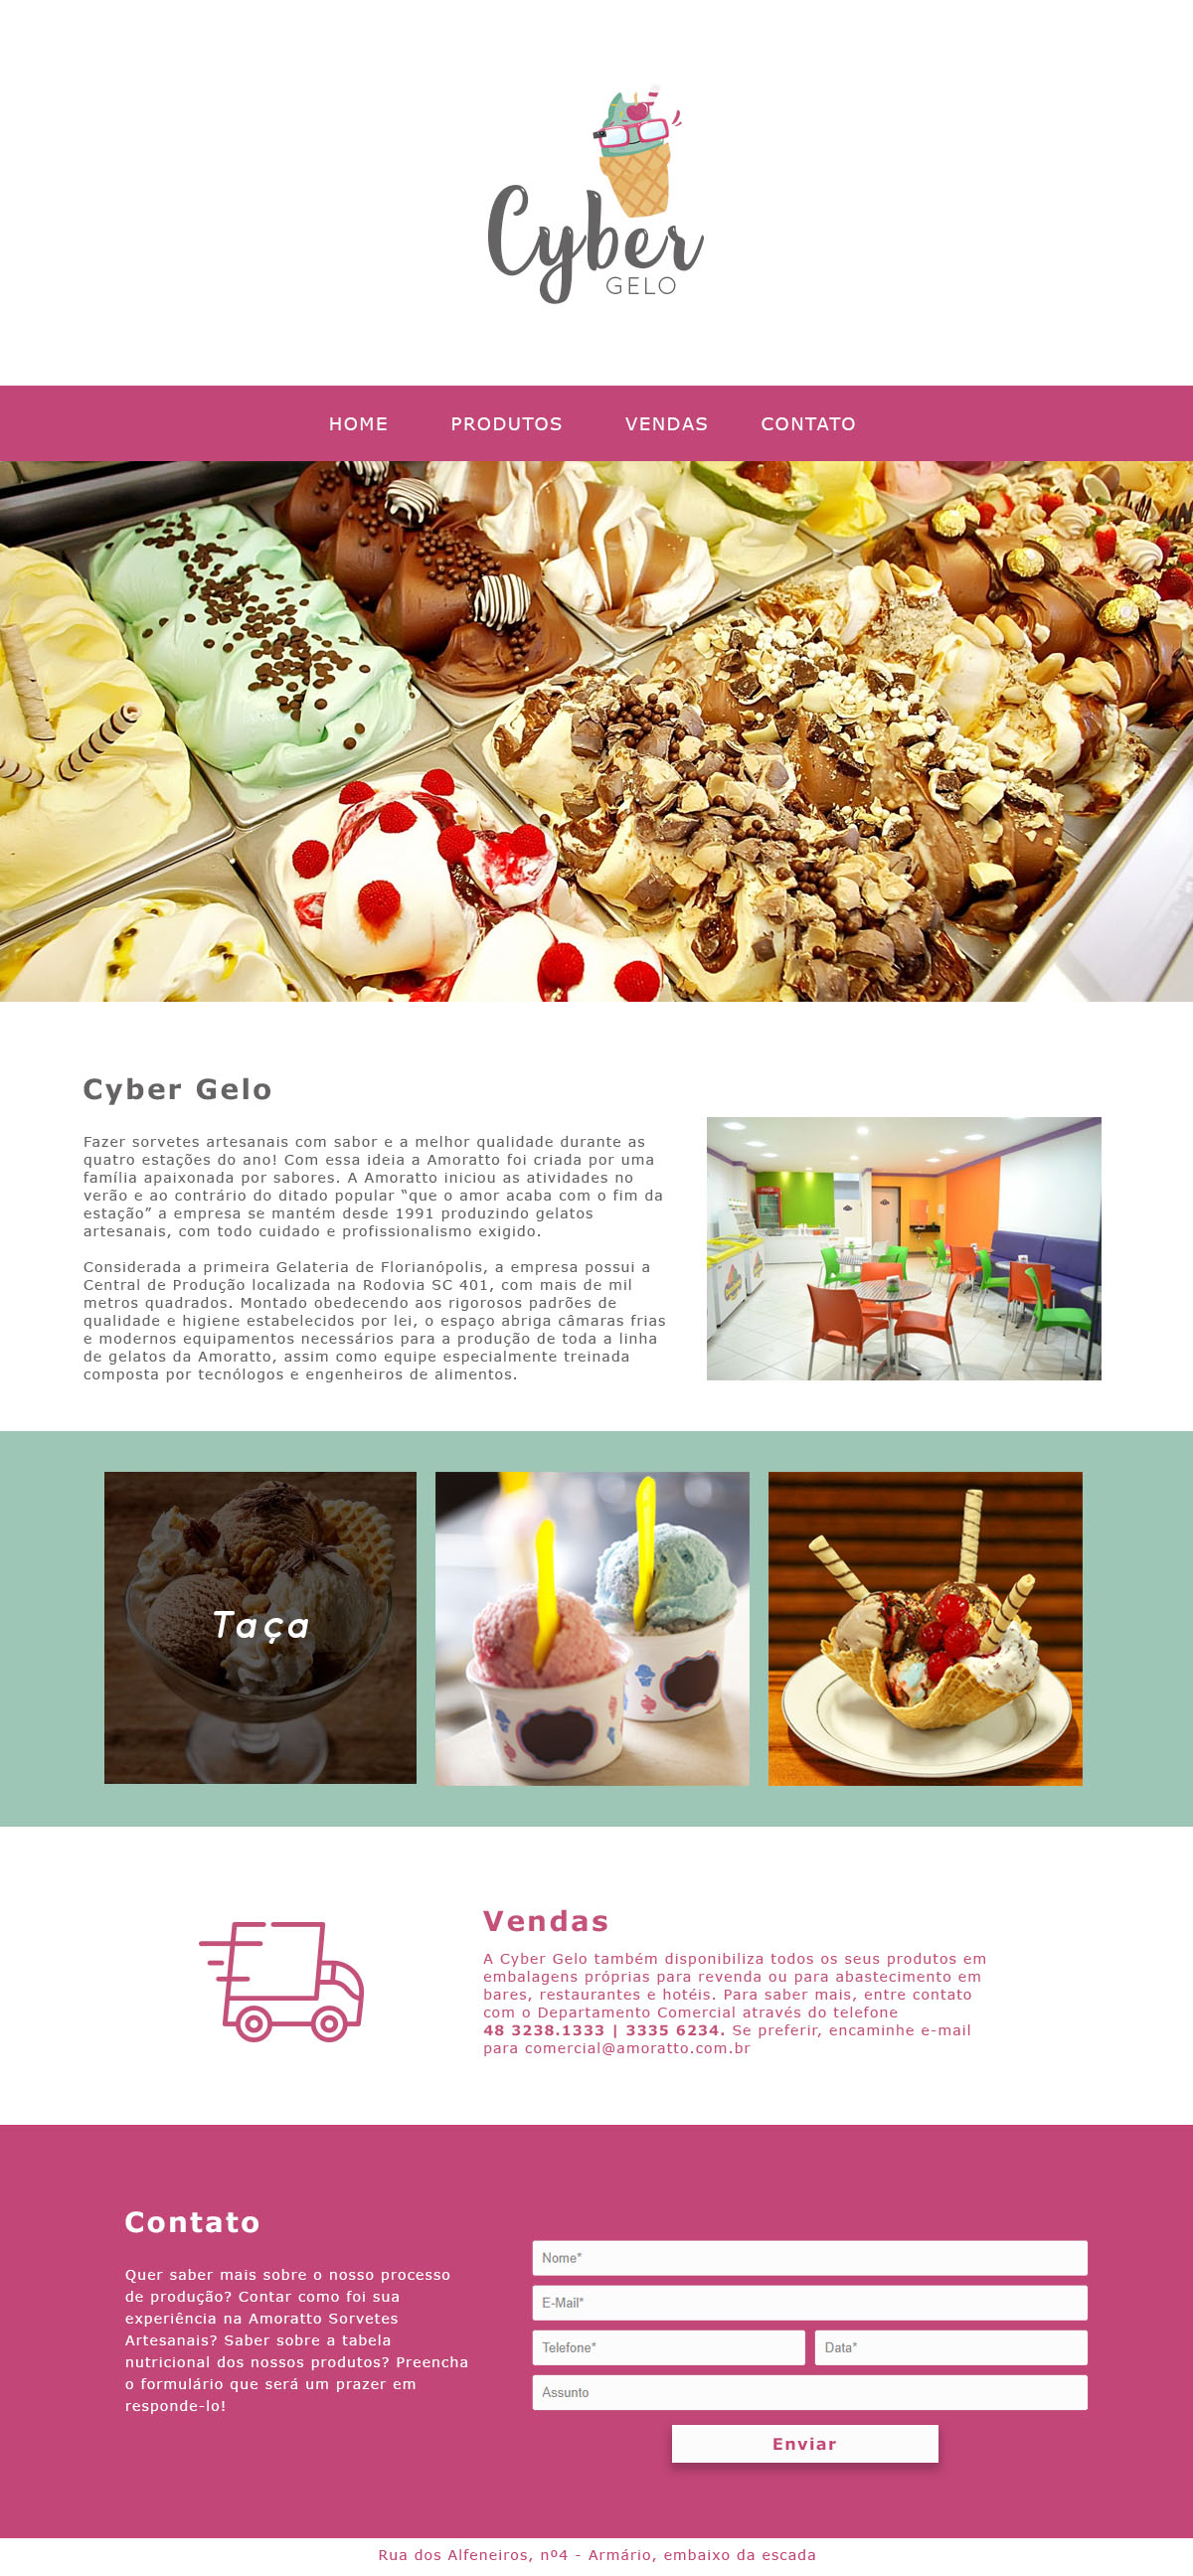 Cyber
GELO
HOME PRODUTOS VENDAS CONTATO
Cyber Gelo
Fazer sorvetes artesanais com sabor e a melhor qualidade durante as
quatro estações do ano! Com essa ideia a Amoratto foi criada por uma
família apaixonada por sabores. A Amoratto iniciou as atividades no
verão e ao contrário do ditado popular “que o amor acaba com o fim da
estação” a empresa se mantém desde 1991 produzindo gelatos
artesanais, com todo cuidado e profissionalismo exigido.
Considerada a primeira Gelateria de Florianópolis, a empresa possui a
Central de Produção localizada na Rodovia SC 401, com mais de mil
metros quadrados. Montado obedecendo aos rigorosos padrões de
qualidade e higiene estabelecidos por lei, o espaço abriga câmaras frias
e modernos equipamentos necessários para a produção de toda a linha
de gelatos da Amoratto, assim como equipe especialmente treinada
composta por tecnólogos e engenheiros de alimentos.
Taça
Vendas
A Cyber Gelo também disponibiliza todos os seus produtos em
embalagens próprias para revenda ou para abastecimento em
bares, restaurantes e hotéis. Para saber mais, entre contato
com o Departamento Comercial através do telefone
48 3238.1333 | 3335 6234. Se preferir, encaminhe e-mail
para comercial@amoratto.com.br
Contato
Quer saber mais sobre o nosso processo
de produção? Contar como foi sua
experiência na Amoratto Sorvetes
Artesanais? Saber sobre a tabela
nutricional dos nossos produtos? Preencha
o formulário que será um prazer em
responde-lo!
Nome*
E-Mail*
Telefone* Data*
Assunto
Enviar
Rua dos Alfeneiros, nº4 - Armário, embaixo da escada